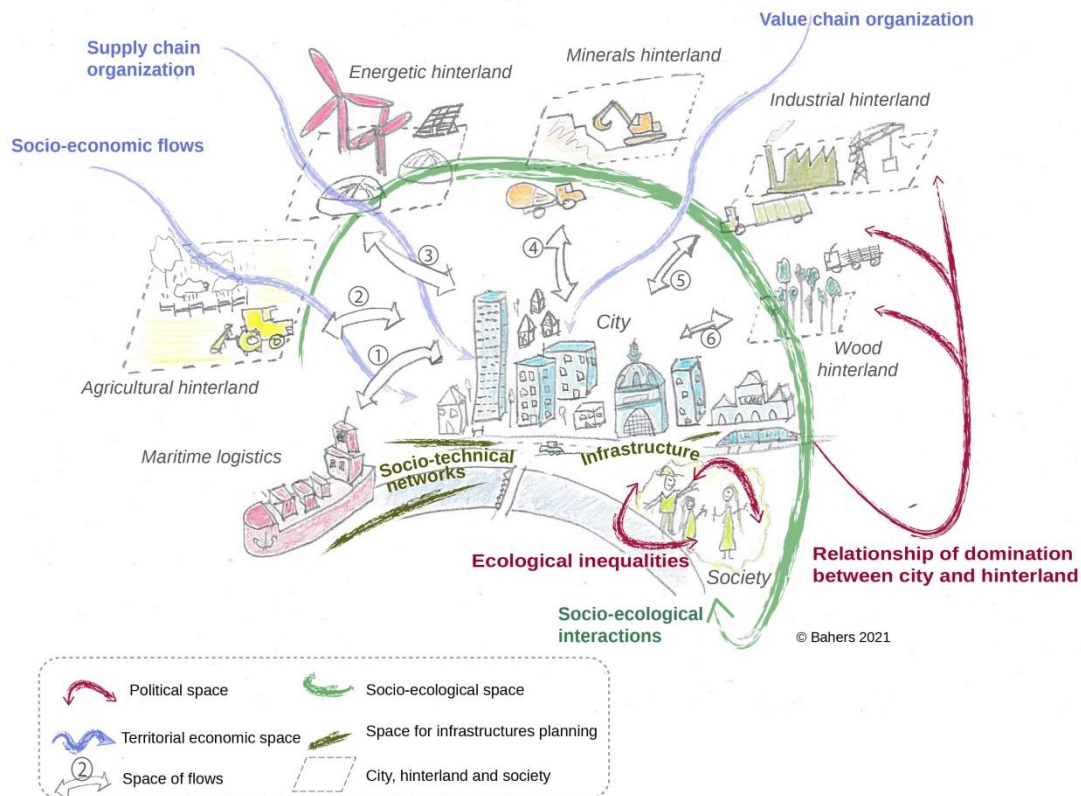 Value chain organization
Supply chain
organization
Energetic hinterland
Minerals hinterland
Industrial hinterland
Socio-economic flows
3
4
5
2
City
6
1
Wood
hinterland
Agricultural hinterland
Maritime logistics
Socio-technical
networks
Infrastructure
Ecological inequalities
Society
Relationship of domination
between city and hinterland
Socio-ecological
interactions
© Bahers 2021
Political space
Socio-ecological space
Territorial economic space
Space for infrastructures planning
2
Space of flows
City, hinterland and society